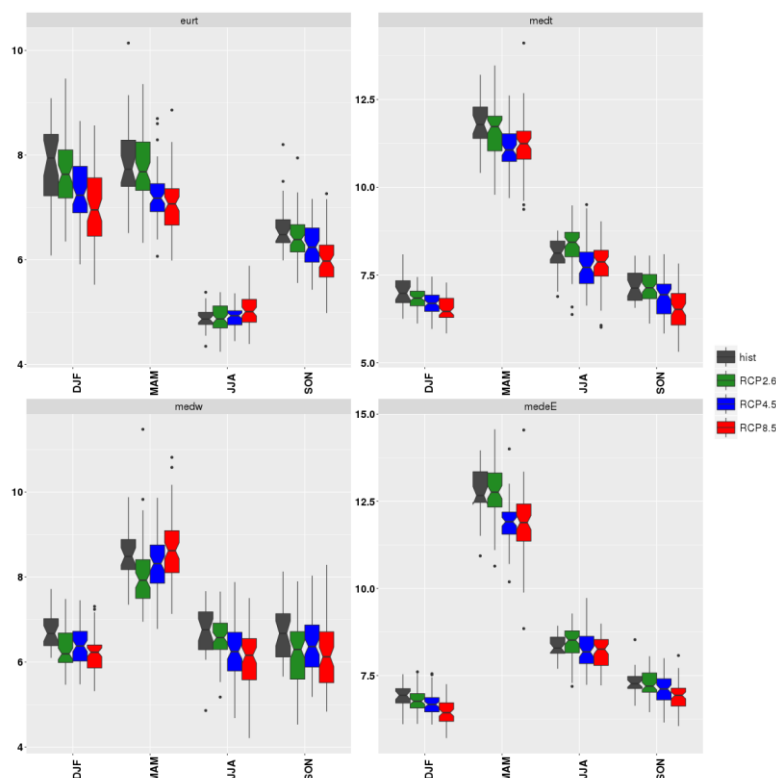 eurt
medt
10
8
6
4
12.5
10.0
7.5
5.0
DJF
MAM
JJA
SON
DJF
MAM
JJA
SON
hist
RCP2.6
RCP4.5
RCP8.5
medw
medeE
10
8
6
4
15.0
12.5
10.0
7.5
DJF
MAM
JJA
SON
DJF
MAM
JJA
SON